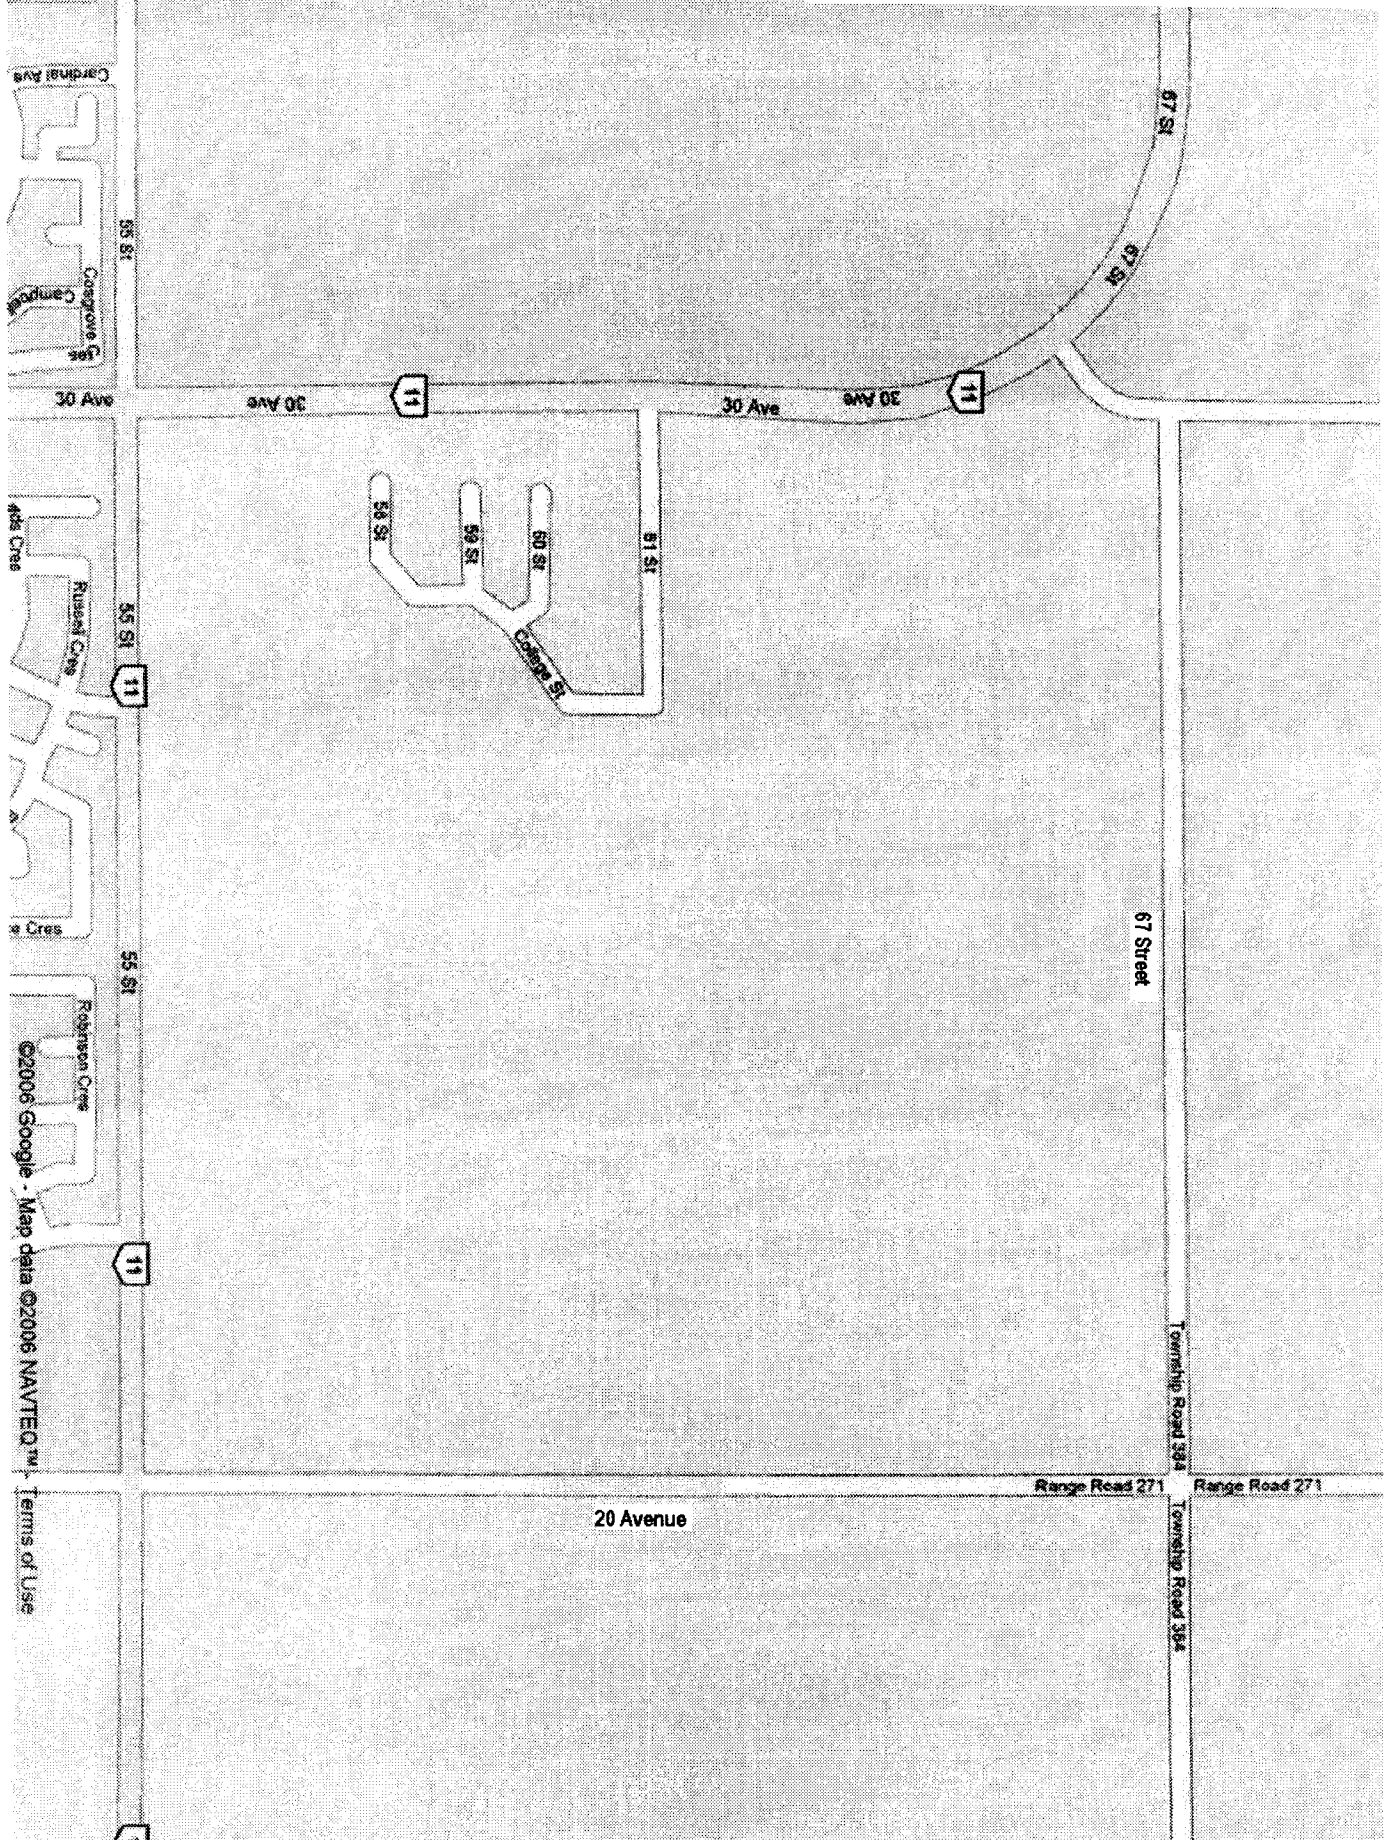 Cardinal Ave
67 St
55 St
67 St
Cosgrove Cres
11
11
30 Ave
30 Ave
30 Ave
30 Ave
58 St
59 St
60 St
61 St
Russell Cres
55 St
College St
11
67 Street
e Cres
55 St
Robinson Cres
11
©2006 Google - Map data ©2006 NAVTEQ™ - Terms of Use
Township Road 384
Range Road 271
Range Road 271
20 Avenue
Township Road 384